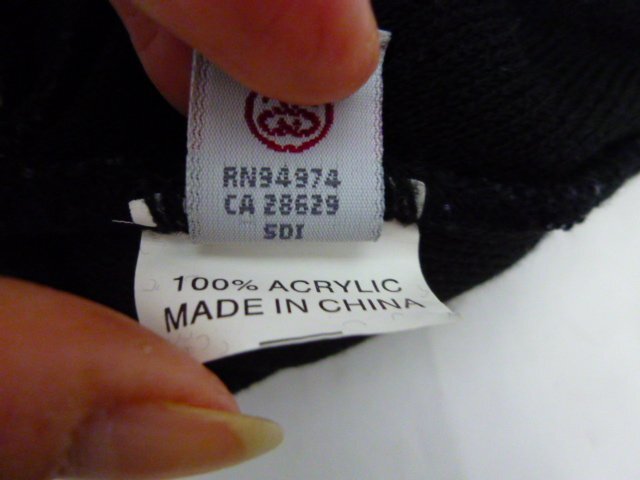 RN94974
CA 28629
SDI
100% ACRYLIC
MADE IN CHINA